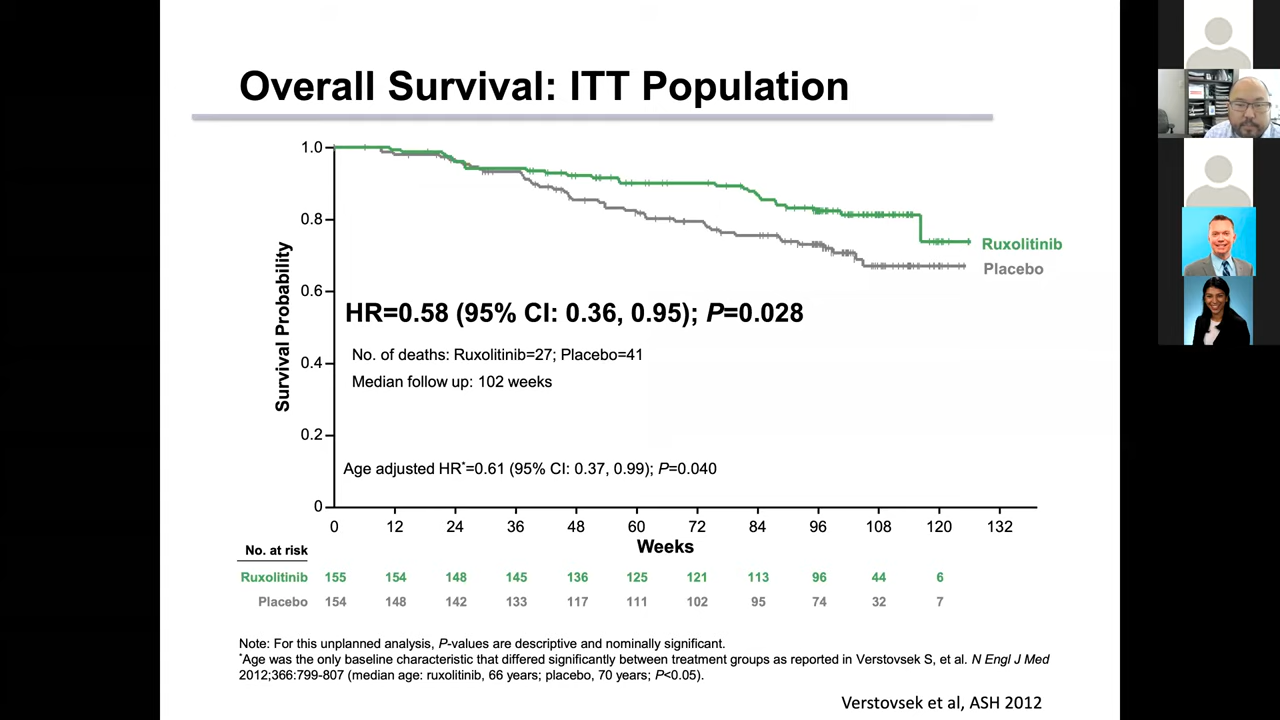 Overall Survival: ITT Population
1.0
0.8
0.6
0.4
0.2
0
Survival Probability
Ruxolitinib
Placebo
HR=0.58 (95% CI: 0.36, 0.95); P=0.028
No. of deaths: Ruxolitinib=27; Placebo=41
Median follow up: 102 weeks
Age adjusted HR*=0.61 (95% CI: 0.37, 0.99); P=0.040
0 12 24 36 48 60 72 84 96 108 120 132
Weeks
No. at risk
Ruxolitinib 155 154 148 145 136 125 121 113 96 44 6
Placebo 154 148 142 133 117 111 102 95 74 32 7
Note: For this unplanned analysis, P-values are descriptive and nominally significant.
*Age was the only baseline characteristic that differed significantly between treatment groups as reported in Verstovsek S, et al. N Engl J Med
2012;366:799-807 (median age: ruxolitinib, 66 years; placebo, 70 years; P<0.05).
Verstovsek et al, ASH 2012